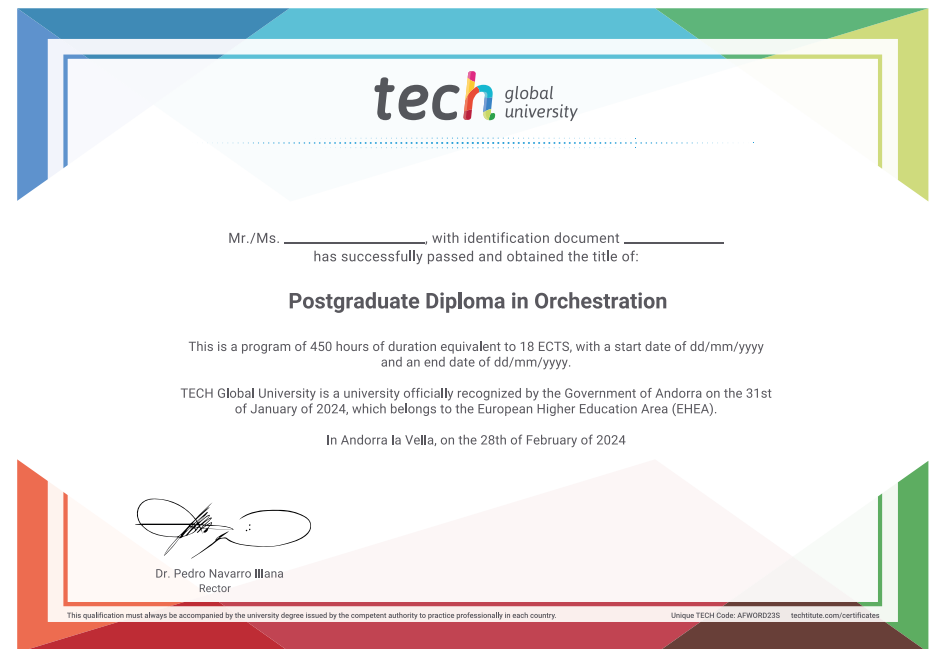 tech global
university
Mr./Ms. ____________, with identification document ____________
has successfully passed and obtained the title of:
Postgraduate Diploma in Orchestration
This is a program of 450 hours of duration equivalent to 18 ECTS, with a start date of dd/mm/yyyy
and an end date of dd/mm/yyyy.
TECH Global University is a university officially recognized by the Government of Andorra on the 31st
of January of 2024, which belongs to the European Higher Education Area (EHEA).
In Andorra la Vella, on the 28th of February of 2024
Dr. Pedro Navarro Illana
Rector
This qualification must always be accompanied by the university degree issued by the competent authority to practice professionally in each country.
Unique TECH Code: AFWORD23S techtitute.com/certificates